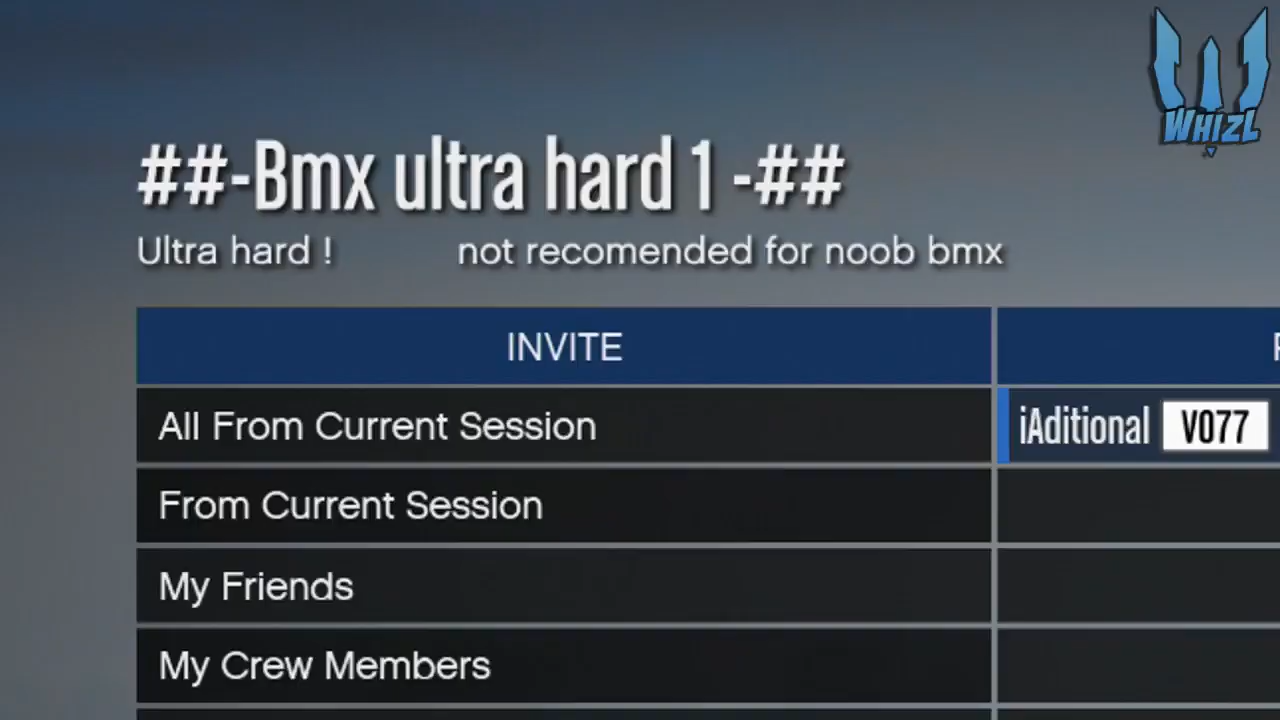 WHIZL
##-Bmx ultra hard 1 -##
Ultra hard ! not recomended for noob bmx
INVITE
All From Current Session
iAditional V077
From Current Session
My Friends
My Crew Members